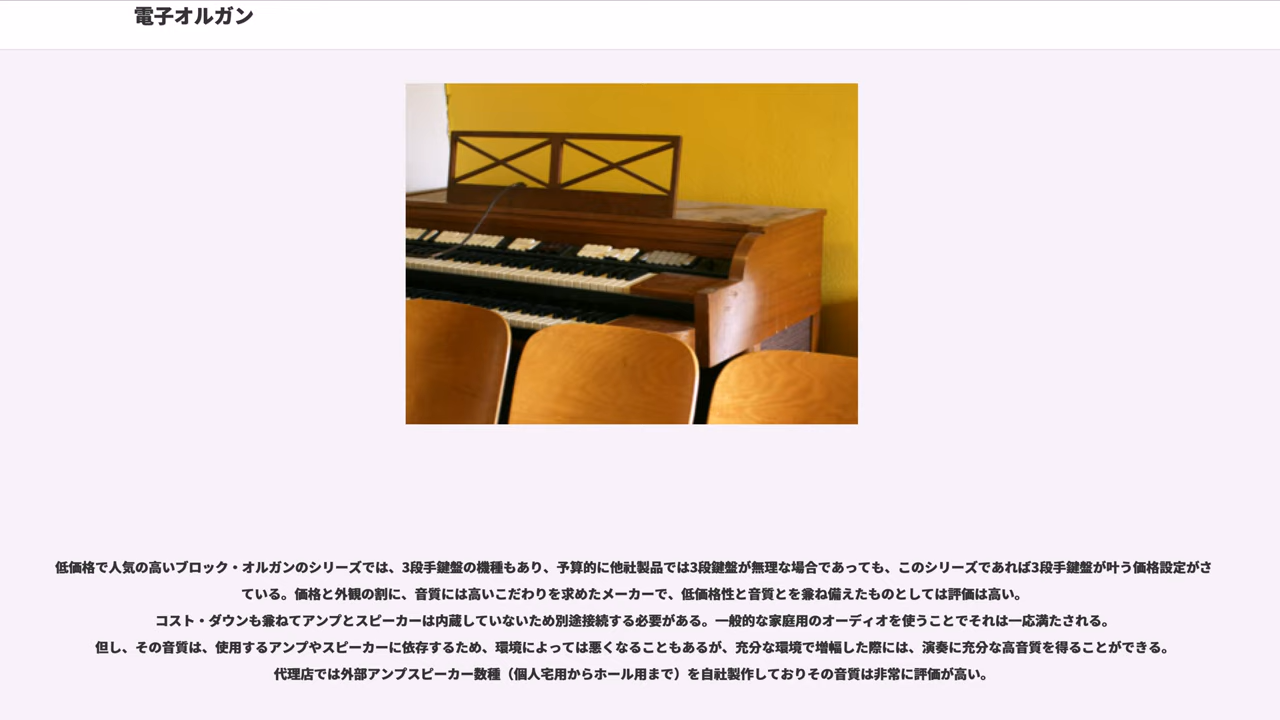 電子オルガン
低価格で人気の高いブロック・オルガンのシリーズでは、3段手鍵盤の機種もあり、予算的に他社製品では3段鍵盤が無理な場合であっても、このシリーズであれば3段手鍵盤が叶う価格設定がさ
ている。価格と外観の割に、音質には高いこだわりを求めたメーカーで、低価格性と音質とを兼ね備えたものとしては評価は高い。
コスト・ダウンも兼ねてアンプとスピーカーは内蔵していないため別途接続する必要がある。一般的な家庭用のオーディオを使うことでそれは一応満たされる。
但し、その音質は、使用するアンプやスピーカーに依存するため、環境によっては悪くなることもあるが、充分な環境で増幅した際には、演奏に充分な高音質を得ることができる。
代理店では外部アンプスピーカー数種（個人宅用からホール用まで）を自社製作しておりその音質は非常に評価が高い。